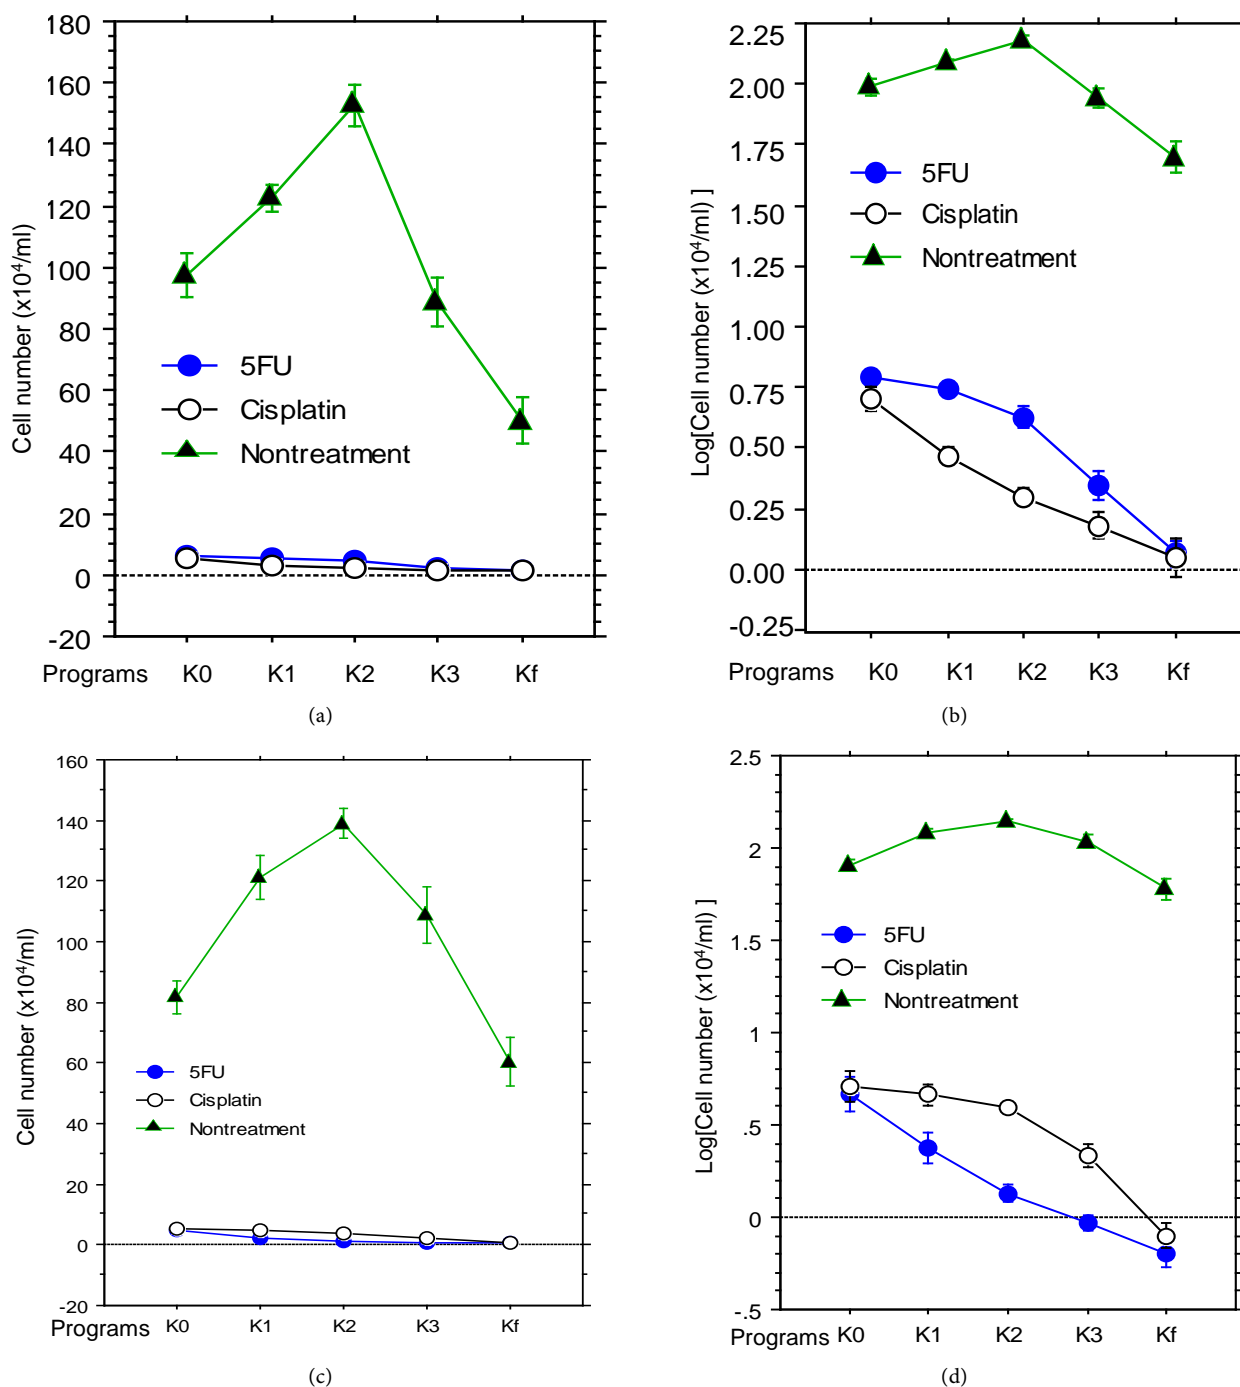 180
160
140
120
100
80
60
40
20
0
-20
Cell number (x10⁴/ml)
5FU
Cisplatin
Nontreatment
Programs K0 K1 K2 K3 Kf
(a)
2.25
2.00
1.75
1.50
1.25
1.00
0.75
0.50
0.25
0.00
-0.25
Log[Cell number (x10⁴/ml) ]
5FU
Cisplatin
Nontreatment
Programs K0 K1 K2 K3 Kf
(b)
160
140
120
100
80
60
40
20
0
-20
Cell number (x10⁴/ml)
5FU
Cisplatin
Nontreatment
Programs K0 K1 K2 K3 Kf
(c)
2.5
2
1.5
1
.5
0
-.5
Log[Cell number (x10⁴/ml) ]
5FU
Cisplatin
Nontreatment
Programs K0 K1 K2 K3 Kf
(d)